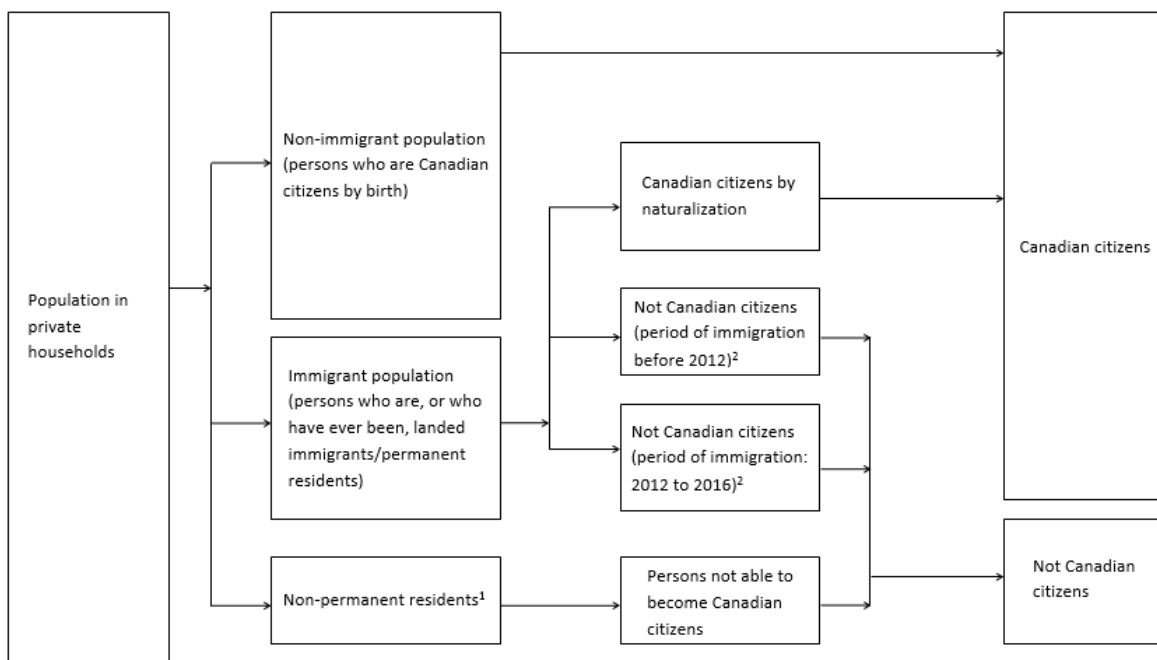 Population in
private
households
Non-immigrant population
(persons who are Canadian
citizens by birth)
Immigrant population
(persons who are, or who
have ever been, landed
immigrants/permanent
residents)
Non-permanent residents¹
Canadian citizens by
naturalization
Not Canadian citizens
(period of immigration
before 2012)²
Not Canadian citizens
(period of immigration:
2012 to 2016)²
Persons not able to
become Canadian
citizens
Canadian citizens
Not Canadian
citizens